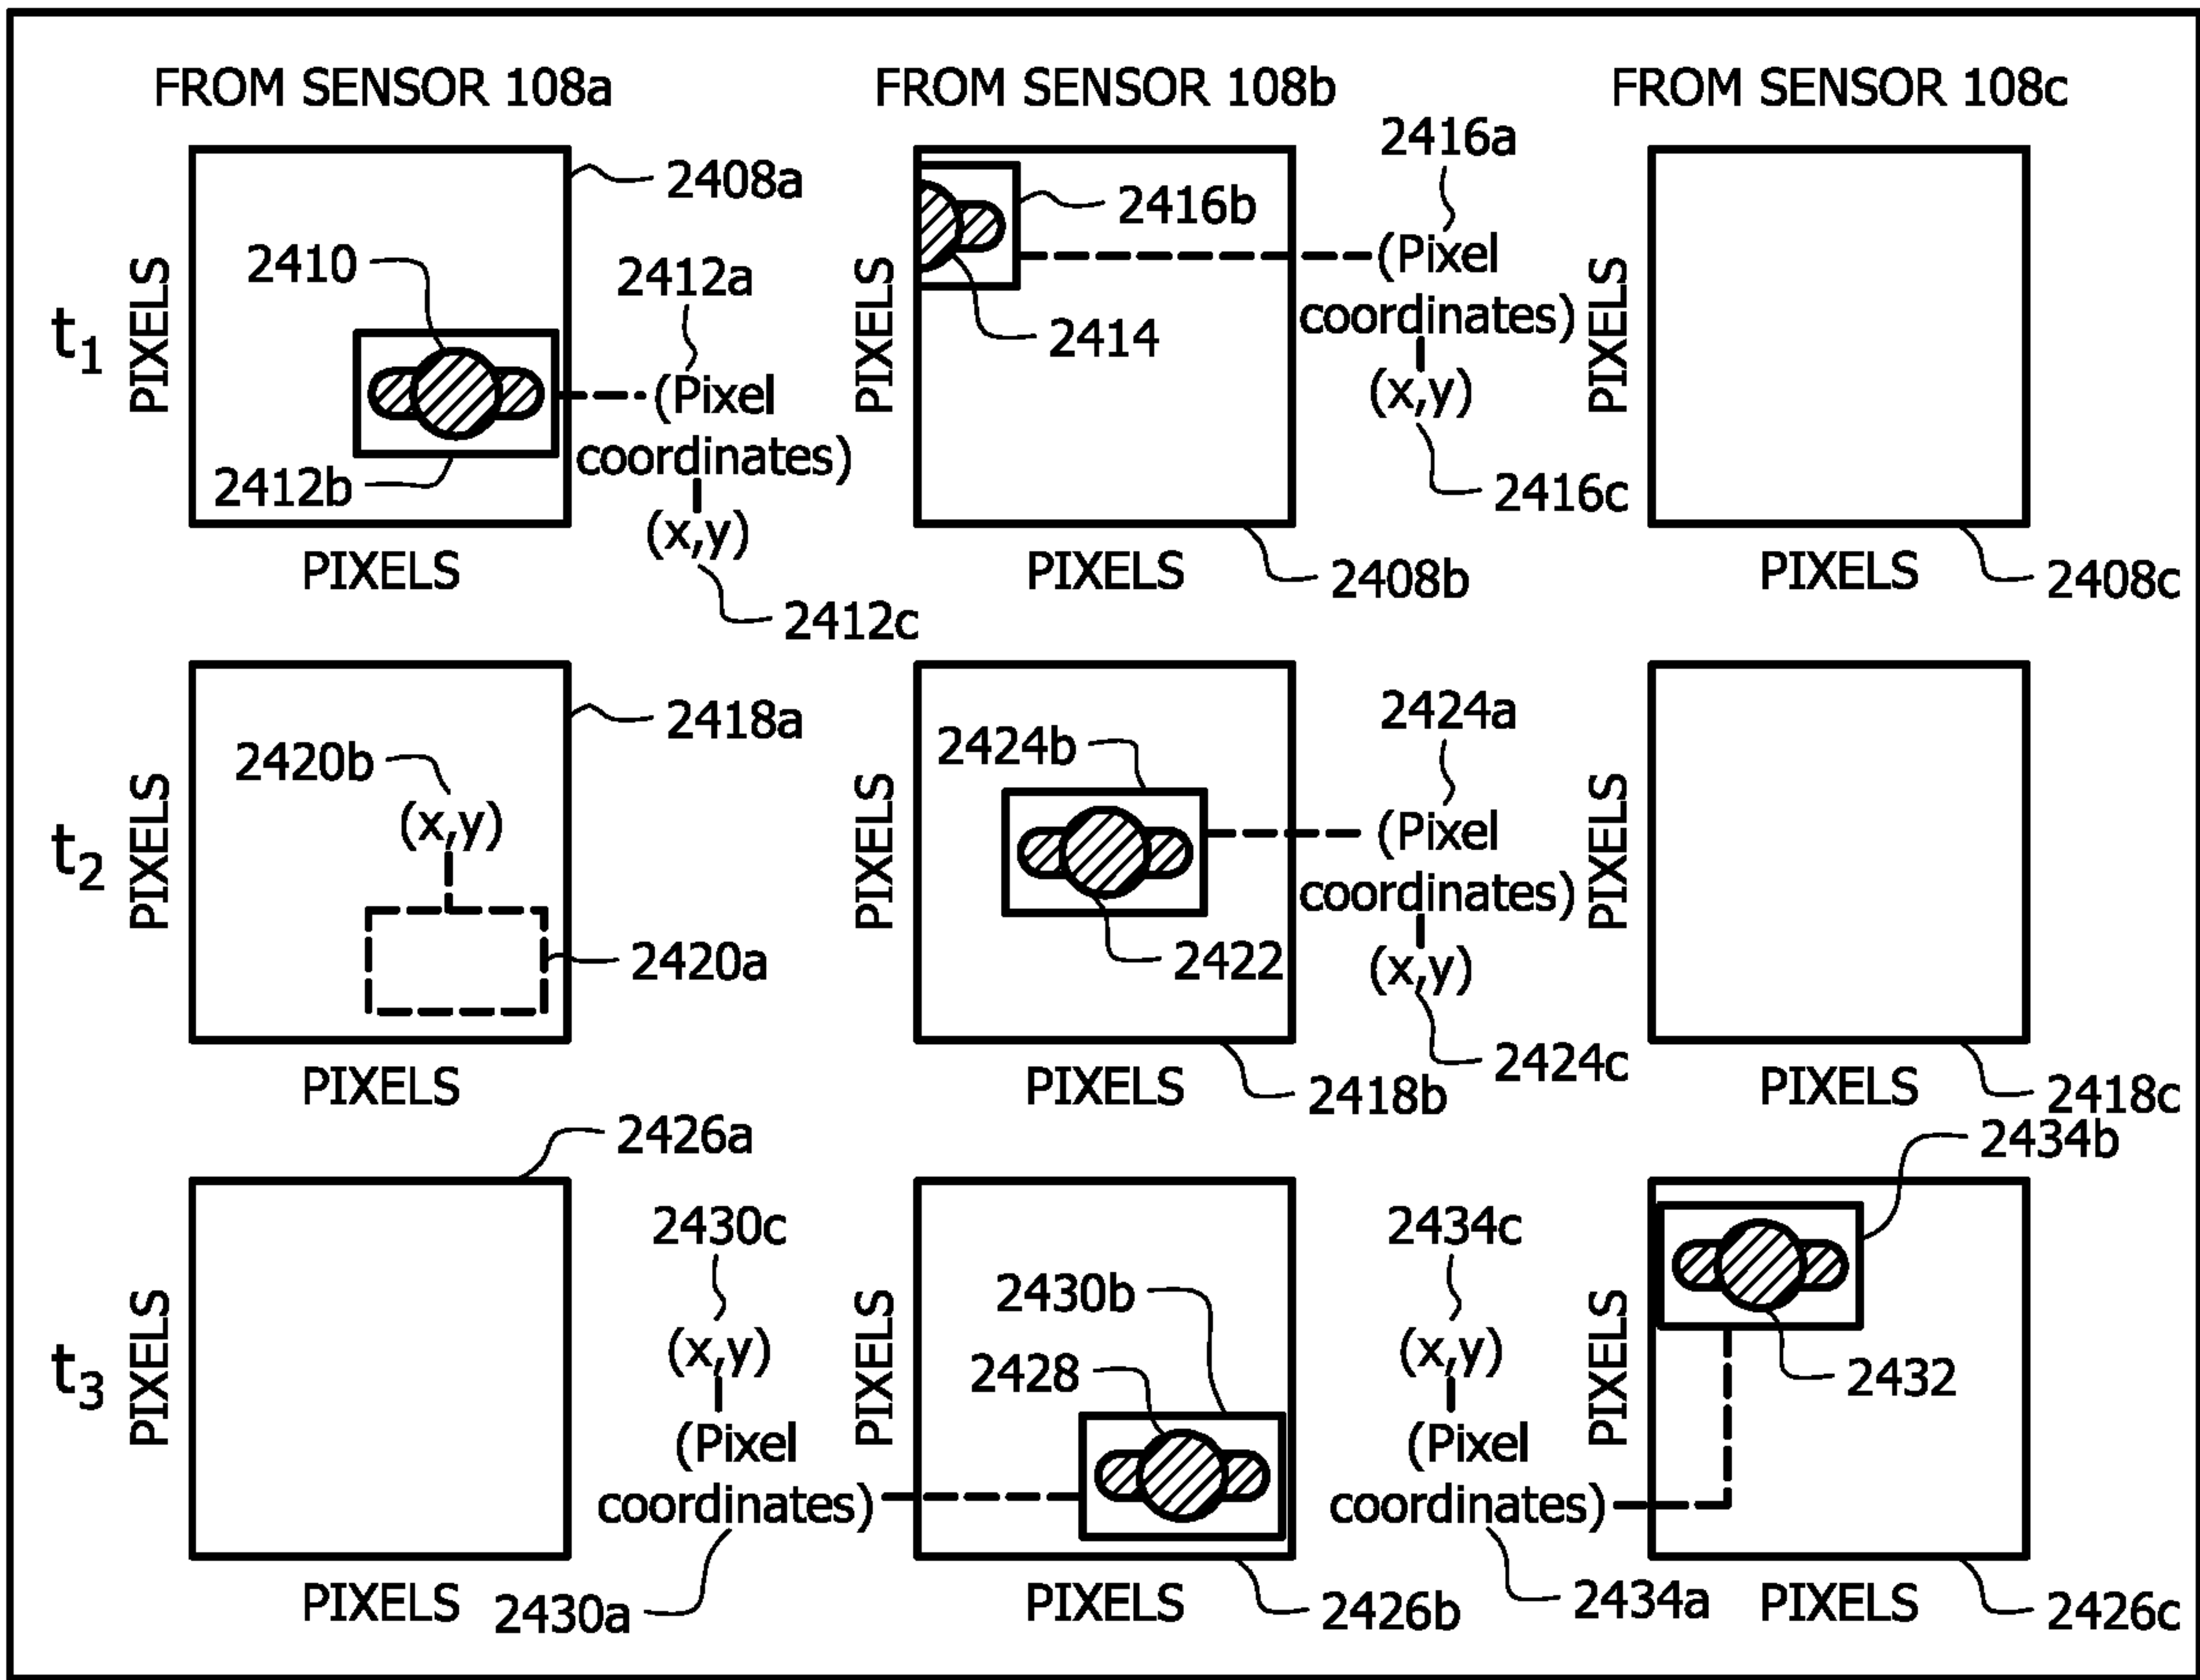 FROM SENSOR 108a
FROM SENSOR 108b
FROM SENSOR 108c
t1
PIXELS
2408a
2410
2412a
(Pixel
coordinates)
2412b
(x,y)
2412c
PIXELS
PIXELS
2416a
2416b
(Pixel
coordinates)
2414
(x,y)
2416c
PIXELS
2408b
PIXELS
PIXELS
2408c
t2
PIXELS
2418a
2420b
(x,y)
2420a
PIXELS
PIXELS
2424a
2424b
(Pixel
coordinates)
2422
(x,y)
2424c
PIXELS
2418b
PIXELS
PIXELS
2418c
t3
PIXELS
2426a
PIXELS
2430c
(x,y)
(Pixel
coordinates)
2430a
PIXELS
2430b
2428
PIXELS
2426b
2434c
(x,y)
(Pixel
coordinates)
2434a
PIXELS
2434b
2432
PIXELS
2426c